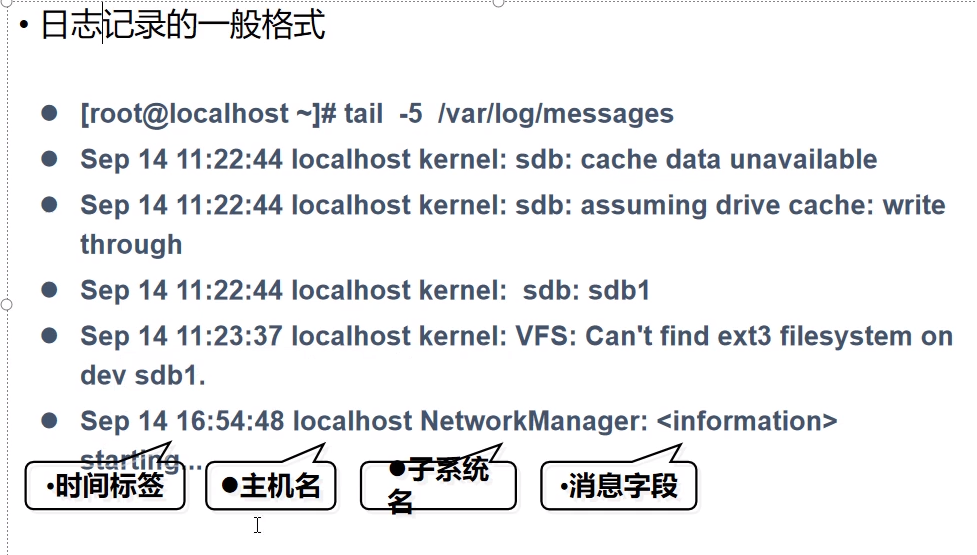 • 日志记录的一般格式
● [root@localhost ~]# tail  -5  /var/log/messages
● Sep 14 11:22:44 localhost kernel: sdb: cache data unavailable
● Sep 14 11:22:44 localhost kernel: sdb: assuming drive cache: write
through
● Sep 14 11:22:44 localhost kernel:  sdb: sdb1
● Sep 14 11:23:37 localhost kernel: VFS: Can't find ext3 filesystem on
dev sdb1.
● Sep 14 16:54:48 localhost NetworkManager: <information>
starting...
•时间标签
●主机名
●子系统
名
•消息字段